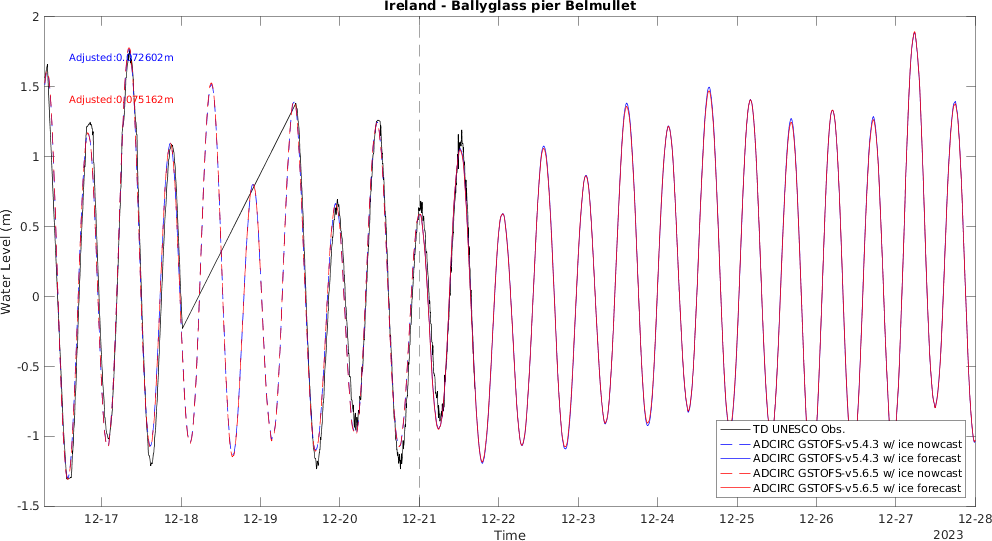 Ireland - Ballyglass pier Belmullet
2
1.5
1
0.5
0
-0.5
-1
-1.5
Water Level (m)
Adjusted:0.072602m
Adjusted:0.075162m
TD UNESCO Obs.
ADCIRC GSTOFS-v5.4.3 w/ ice nowcast
ADCIRC GSTOFS-v5.4.3 w/ ice forecast
ADCIRC GSTOFS-v5.6.5 w/ ice nowcast
ADCIRC GSTOFS-v5.6.5 w/ ice forecast
12-17 12-18 12-19 12-20 12-21 12-22 12-23 12-24 12-25 12-26 12-27 12-28
Time
2023